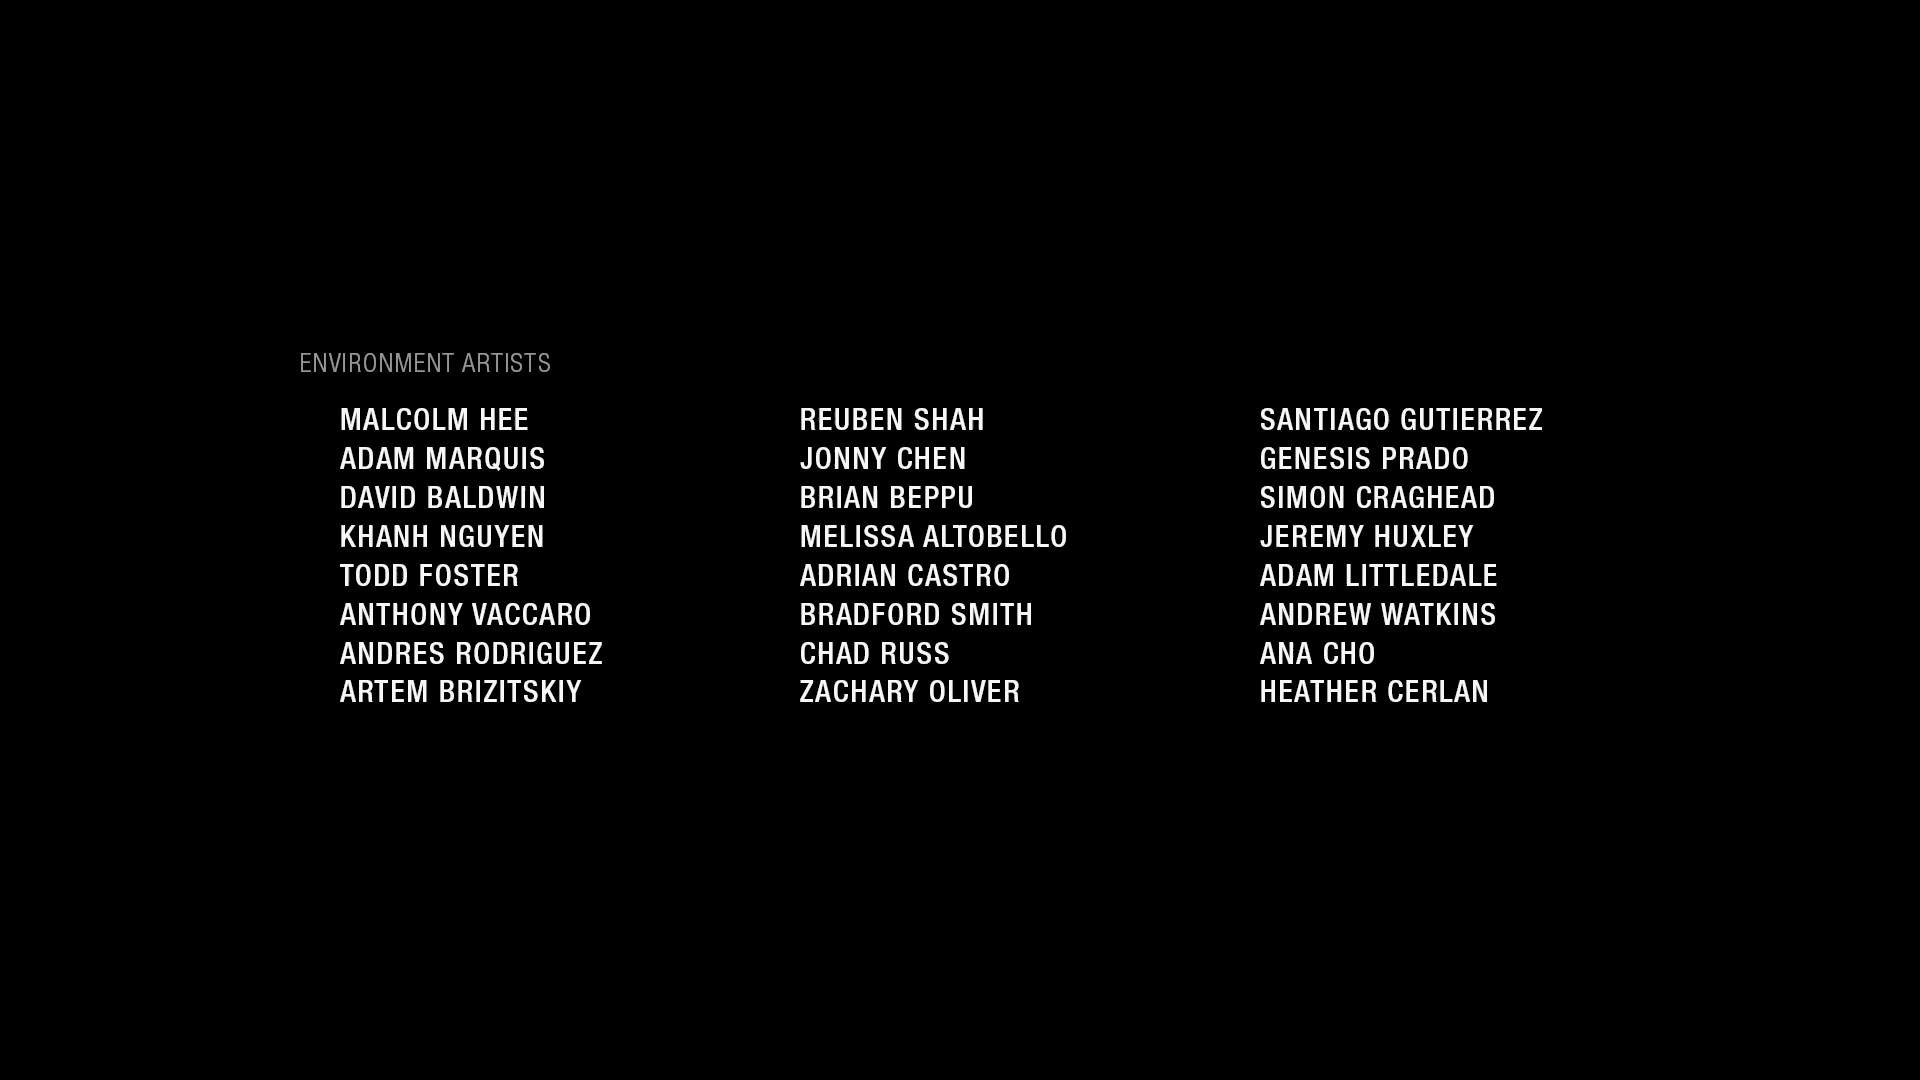 ENVIRONMENT ARTISTS
MALCOLM HEE
ADAM MARQUIS
DAVID BALDWIN
KHANH NGUYEN
TODD FOSTER
ANTHONY VACCARO
ANDRES RODRIGUEZ
ARTEM BRIZITSKIY
REUBEN SHAH
JONNY CHEN
BRIAN BEPPU
MELISSA ALTOBELLO
ADRIAN CASTRO
BRADFORD SMITH
CHAD RUSS
ZACHARY OLIVER
SANTIAGO GUTIERREZ
GENESIS PRADO
SIMON CRAGHEAD
JEREMY HUXLEY
ADAM LITTLEDALE
ANDREW WATKINS
ANA CHO
HEATHER CERLAN